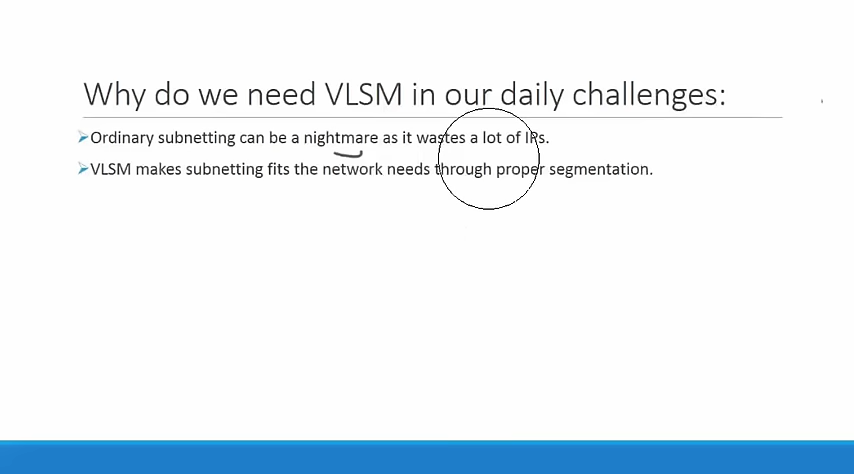 Why do we need VLSM in our daily challenges:
Ordinary subnetting can be a nightmare as it wastes a lot of IPs.
VLSM makes subnetting fits the network needs through proper segmentation.